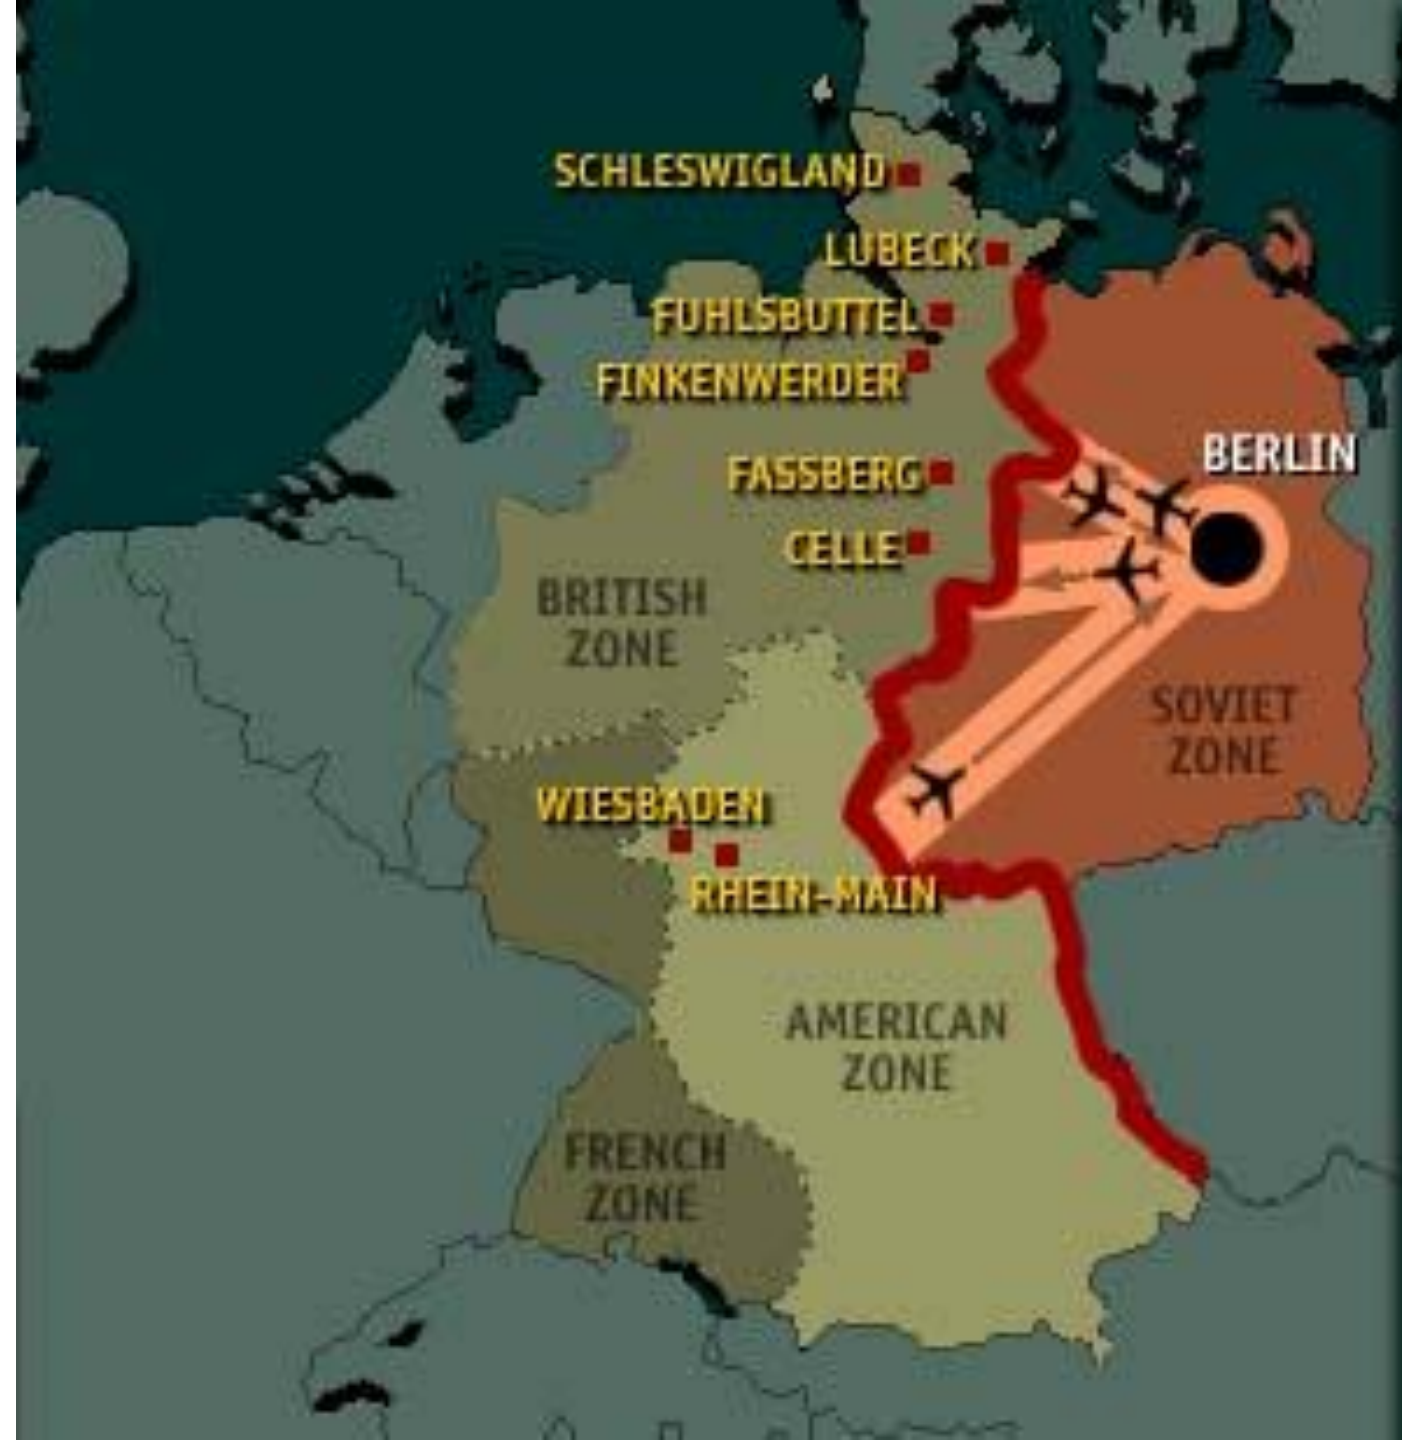 SCHLESWIGLAND
LUBECK
FUHLSBUTTEL
FINKENWERDER
BERLIN
FASSBERG
CELLE
BRITISH
ZONE
SOVIET
ZONE
WIESBADEN
RHEIN-MAIN
AMERICAN
ZONE
FRENCH
ZONE